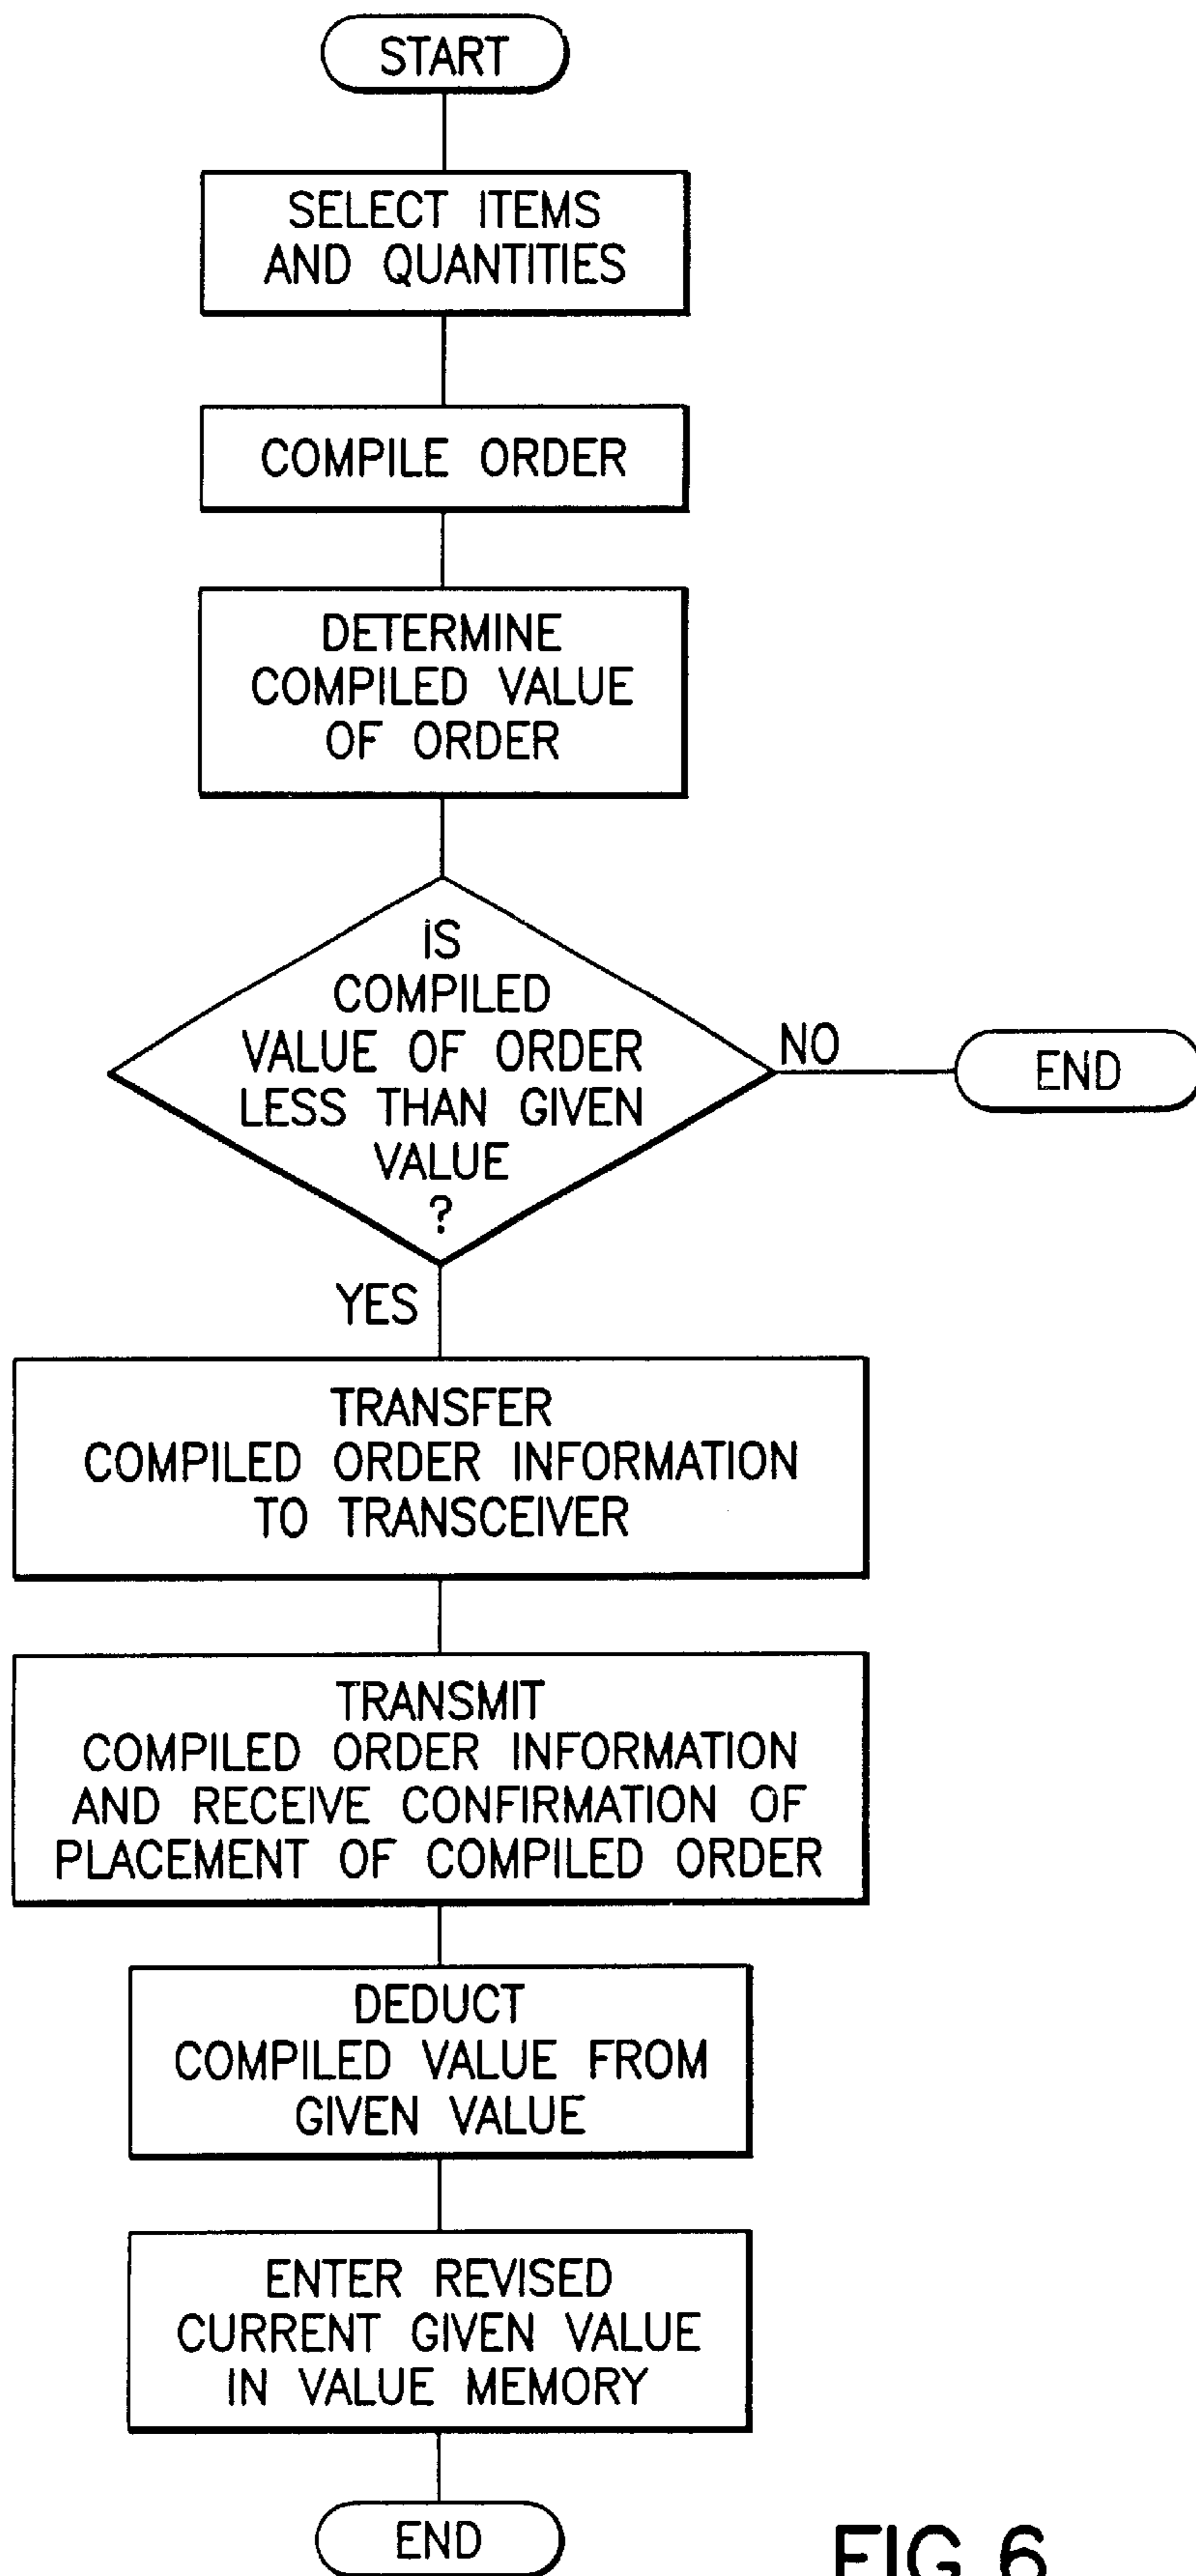 START
SELECT ITEMS
AND QUANTITIES
COMPILE ORDER
DETERMINE
COMPILED VALUE
OF ORDER
IS
COMPILED
VALUE OF ORDER
LESS THAN GIVEN
VALUE
?
NO
END
YES
TRANSFER
COMPILED ORDER INFORMATION
TO TRANSCEIVER
TRANSMIT
COMPILED ORDER INFORMATION
AND RECEIVE CONFIRMATION OF
PLACEMENT OF COMPILED ORDER
DEDUCT
COMPILED VALUE FROM
GIVEN VALUE
ENTER REVISED
CURRENT GIVEN VALUE
IN VALUE MEMORY
END
FIG.6